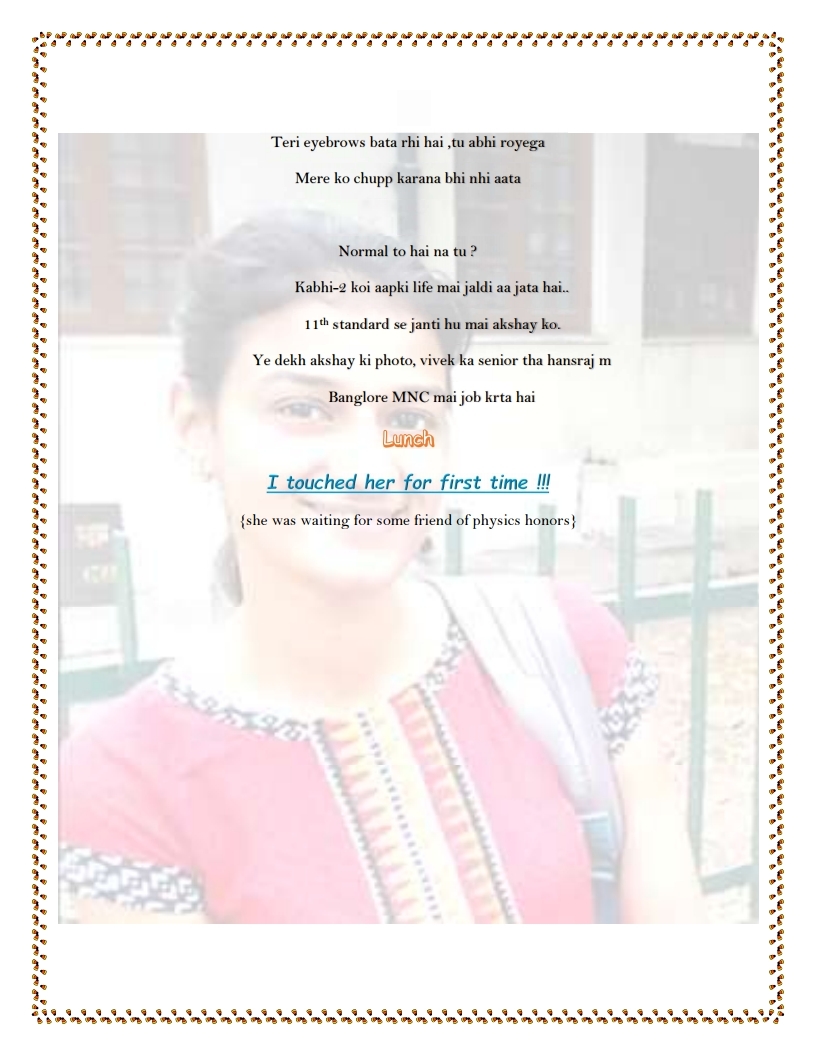 Teri eyebrows bata rhi hai ,tu abhi royega
Mere ko chupp karana bhi nhi aata
Normal to hai na tu ?
Kabhi-2 koi aapki life mai jaldi aa jata hai..
11th standard se janti hu mai akshay ko.
Ye dekh akshay ki photo, vivek ka senior tha hansraj m
Banglore MNC mai job krta hai
Lunch
I touched her for first time !!!
{she was waiting for some friend of physics honors}